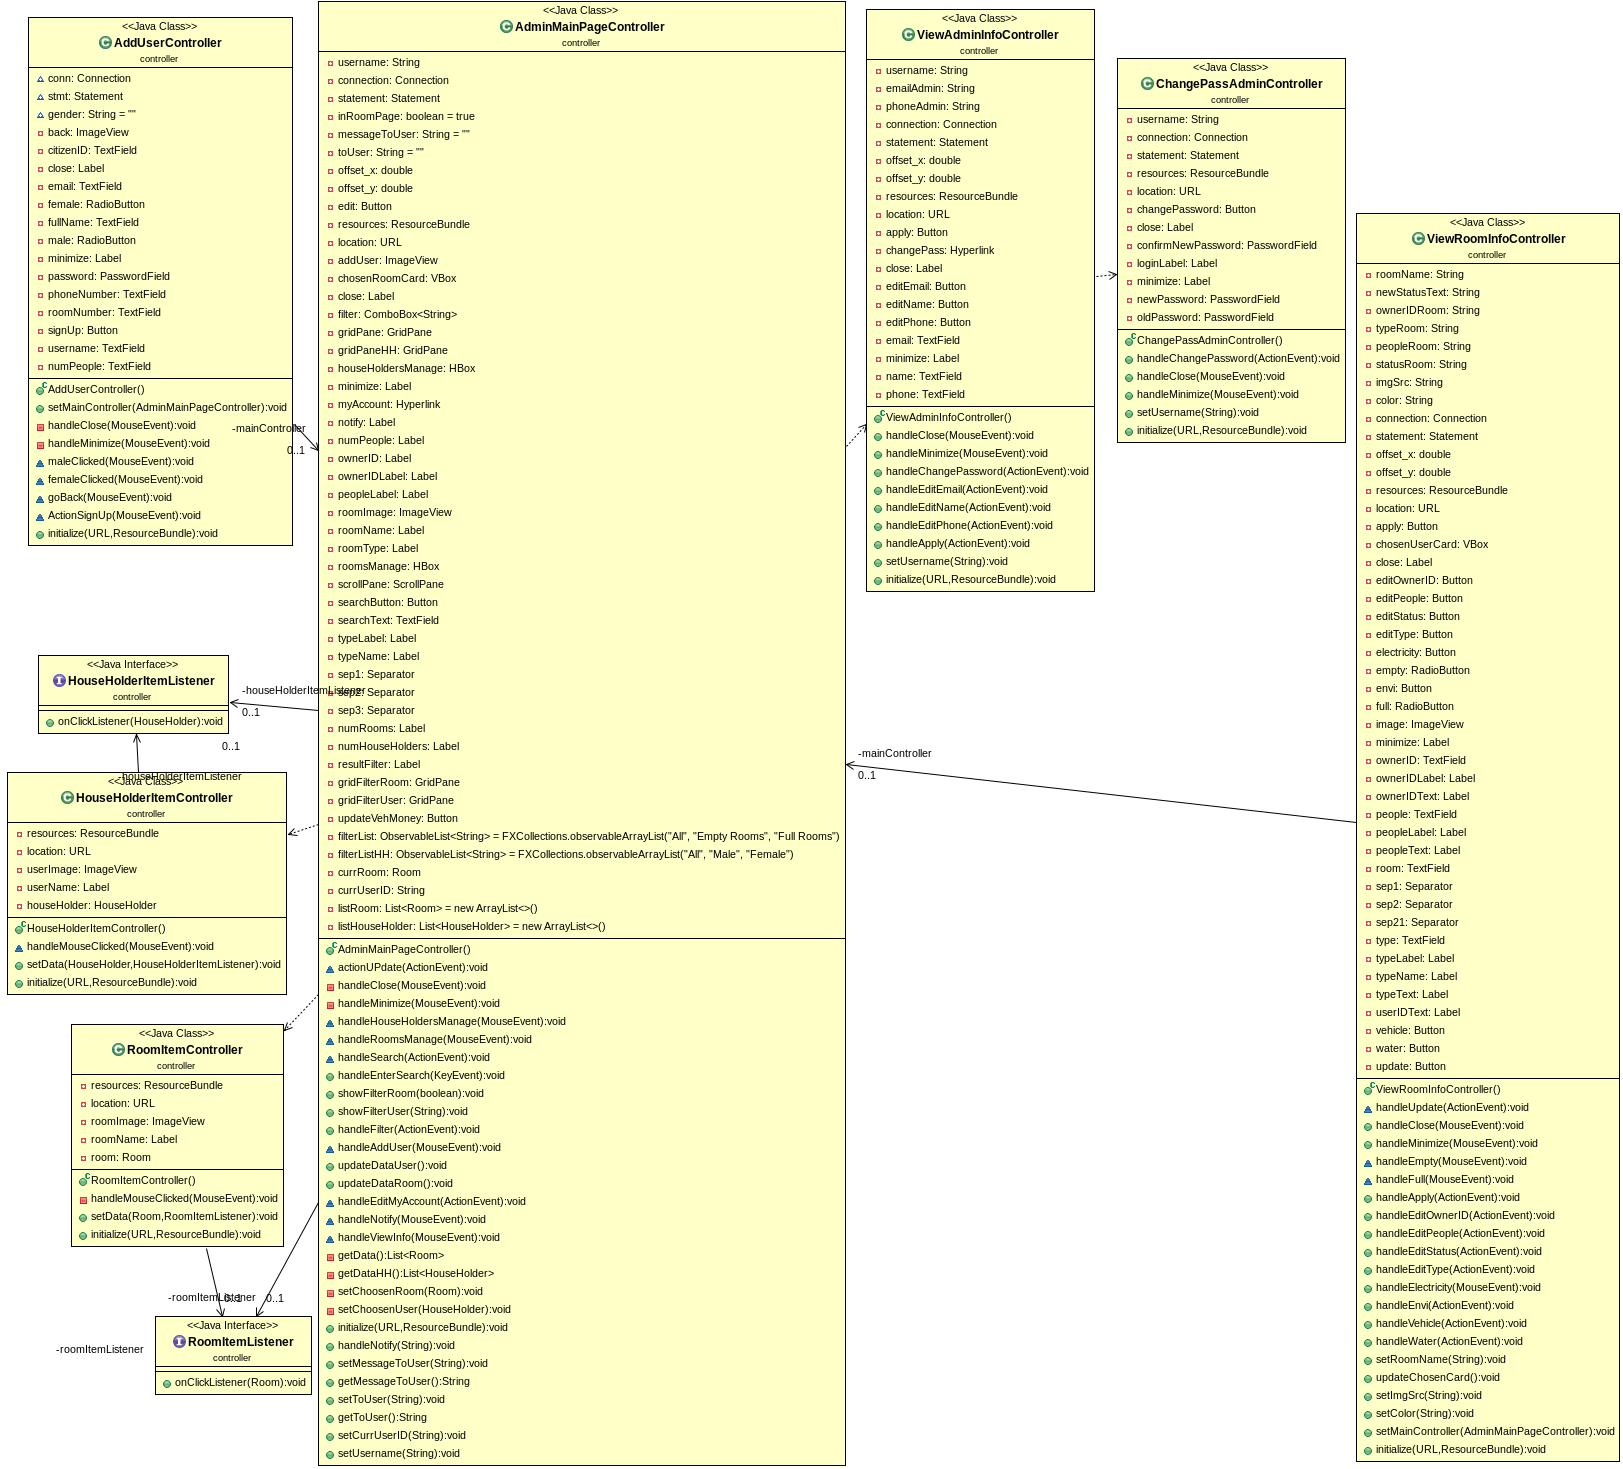 <<Java Class>>
AddUserController
controller
conn: Connection
stmt: Statement
gender: String = ""
back: ImageView
citizenID: TextField
close: Label
email: TextField
female: RadioButton
fullName: TextField
male: RadioButton
minimize: Label
password: PasswordField
phoneNumber: TextField
roomNumber: TextField
signUp: Button
username: TextField
numPeople: TextField
AddUserController()
setMainController(AdminMainPageController):void
handleClose(MouseEvent):void
handleMinimize(MouseEvent):void
maleClicked(MouseEvent):void
femaleClicked(MouseEvent):void
goBack(MouseEvent):void
ActionSignUp(MouseEvent):void
initialize(URL,ResourceBundle):void
-mainController
0..1
<<Java Interface>>
HouseHolderItemListener
controller
onClickListener(HouseHolder):void
-houseHolderItemListener
0..1
0..1
-houseHolderItemListener
<<Java Class>>
HouseHolderItemController
controller
resources: ResourceBundle
location: URL
userImage: ImageView
userName: Label
houseHolder: HouseHolder
HouseHolderItemController()
handleMouseClicked(MouseEvent):void
setData(HouseHolder,HouseHolderItemListener):void
initialize(URL,ResourceBundle):void
<<Java Class>>
RoomItemController
controller
resources: ResourceBundle
location: URL
roomImage: ImageView
roomName: Label
room: Room
RoomItemController()
handleMouseClicked(MouseEvent):void
setData(Room,RoomItemListener):void
initialize(URL,ResourceBundle):void
-roomItemListener
0..1
0..1
<<Java Interface>>
RoomItemListener
controller
onClickListener(Room):void
-roomItemListener
<<Java Class>>
AdminMainPageController
controller
username: String
connection: Connection
statement: Statement
inRoomPage: boolean = true
messageToUser: String = ""
toUser: String = ""
offset_x: double
offset_y: double
edit: Button
resources: ResourceBundle
location: URL
addUser: ImageView
chosenRoomCard: VBox
close: Label
filter: ComboBox<String>
gridPane: GridPane
gridPaneHH: GridPane
houseHoldersManage: HBox
minimize: Label
myAccount: Hyperlink
notify: Label
numPeople: Label
ownerID: Label
ownerIDLabel: Label
peopleLabel: Label
roomImage: ImageView
roomName: Label
roomType: Label
roomsManage: HBox
scrollPane: ScrollPane
searchButton: Button
searchText: TextField
typeLabel: Label
typeName: Label
sep1: Separator
sep2: Separator
sep3: Separator
numRooms: Label
numHouseHolders: Label
resultFilter: Label
gridFilterRoom: GridPane
gridFilterUser: GridPane
updateVehMoney: Button
filterList: ObservableList<String> = FXCollections.observableArrayList("All", "Empty Rooms", "Full Rooms")
filterListHH: ObservableList<String> = FXCollections.observableArrayList("All", "Male", "Female")
currRoom: Room
currUserID: String
listRoom: List<Room> = new ArrayList<>()
listHouseHolder: List<HouseHolder> = new ArrayList<>()
AdminMainPageController()
actionUPdate(ActionEvent):void
handleClose(MouseEvent):void
handleMinimize(MouseEvent):void
handleHouseHoldersManage(MouseEvent):void
handleRoomsManage(MouseEvent):void
handleSearch(ActionEvent):void
handleEnterSearch(KeyEvent):void
showFilterRoom(boolean):void
showFilterUser(String):void
handleFilter(ActionEvent):void
handleAddUser(MouseEvent):void
updateDataUser():void
updateDataRoom():void
handleEditMyAccount(ActionEvent):void
handleNotify(MouseEvent):void
handleViewInfo(MouseEvent):void
getData():List<Room>
getDataHH():List<HouseHolder>
setChoosenRoom(Room):void
setChoosenUser(HouseHolder):void
initialize(URL,ResourceBundle):void
handleNotify(String):void
setMessageToUser(String):void
getMessageToUser():String
setToUser(String):void
getToUser():String
setCurrUserID(String):void
setUsername(String):void
<<Java Class>>
ViewAdminInfoController
controller
username: String
emailAdmin: String
phoneAdmin: String
connection: Connection
statement: Statement
offset_x: double
offset_y: double
resources: ResourceBundle
location: URL
apply: Button
changePass: Hyperlink
close: Label
editEmail: Button
editName: Button
editPhone: Button
email: TextField
minimize: Label
name: TextField
phone: TextField
ViewAdminInfoController()
handleClose(MouseEvent):void
handleMinimize(MouseEvent):void
handleChangePassword(ActionEvent):void
handleEditEmail(ActionEvent):void
handleEditName(ActionEvent):void
handleEditPhone(ActionEvent):void
handleApply(ActionEvent):void
setUsername(String):void
initialize(URL,ResourceBundle):void
-mainController
0..1
<<Java Class>>
ChangePassAdminController
controller
username: String
connection: Connection
statement: Statement
resources: ResourceBundle
location: URL
changePassword: Button
close: Label
confirmNewPassword: PasswordField
loginLabel: Label
minimize: Label
newPassword: PasswordField
oldPassword: PasswordField
ChangePassAdminController()
handleChangePassword(ActionEvent):void
handleClose(MouseEvent):void
handleMinimize(MouseEvent):void
setUsername(String):void
initialize(URL,ResourceBundle):void
<<Java Class>>
ViewRoomInfoController
controller
roomName: String
newStatusText: String
ownerIDRoom: String
typeRoom: String
peopleRoom: String
statusRoom: String
imgSrc: String
color: String
connection: Connection
statement: Statement
offset_x: double
offset_y: double
resources: ResourceBundle
location: URL
apply: Button
chosenUserCard: VBox
close: Label
editOwnerID: Button
editPeople: Button
editStatus: Button
editType: Button
electricity: Button
empty: RadioButton
envi: Button
full: RadioButton
image: ImageView
minimize: Label
ownerID: TextField
ownerIDLabel: Label
ownerIDText: Label
people: TextField
peopleLabel: Label
peopleText: Label
room: TextField
sep1: Separator
sep2: Separator
sep21: Separator
type: TextField
typeLabel: Label
typeName: Label
typeText: Label
userIDText: Label
vehicle: Button
water: Button
update: Button
ViewRoomInfoController()
handleUpdate(ActionEvent):void
handleClose(MouseEvent):void
handleMinimize(MouseEvent):void
handleEmpty(MouseEvent):void
handleFull(MouseEvent):void
handleApply(ActionEvent):void
handleEditOwnerID(ActionEvent):void
handleEditPeople(ActionEvent):void
handleEditStatus(ActionEvent):void
handleEditType(ActionEvent):void
handleElectricity(MouseEvent):void
handleEnvi(ActionEvent):void
handleVehicle(ActionEvent):void
handleWater(ActionEvent):void
setRoomName(String):void
updateChosenCard():void
setImgSrc(String):void
setColor(String):void
setMainController(AdminMainPageController):void
initialize(URL,ResourceBundle):void